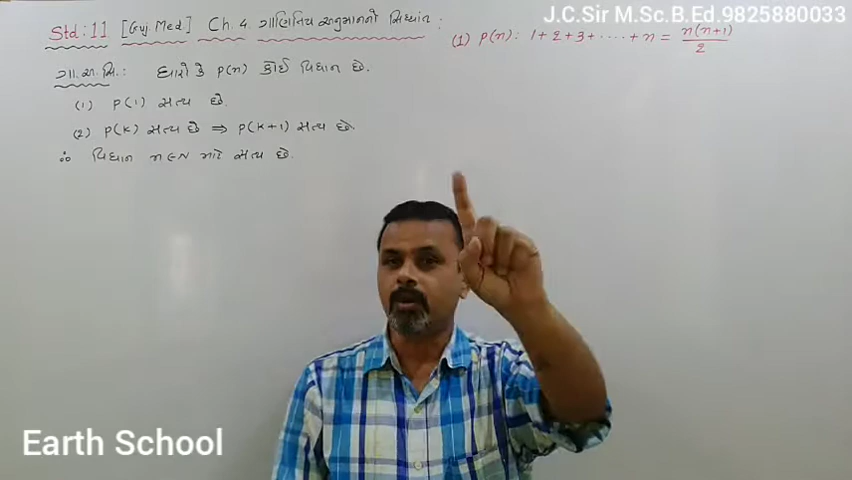 J.C.Sir M.Sc.B.Ed.9825880033
Std:11 [Guj Med] Ch.4 ગાણિતિય અનુમાનનો સિધ્ધાંત :
(1) P(n): 1+2+3+.....+n = n(n+1)/2
ગા.અ.સિ.: ધારો કે P(n) કોઈ વિધાન છે.
(1) P(1) સત્ય છે.
(2) P(k) સત્ય છે ⇒ P(k+1) સત્ય છે.
∴ વિધાન n∈N માટે સત્ય છે.
Earth School